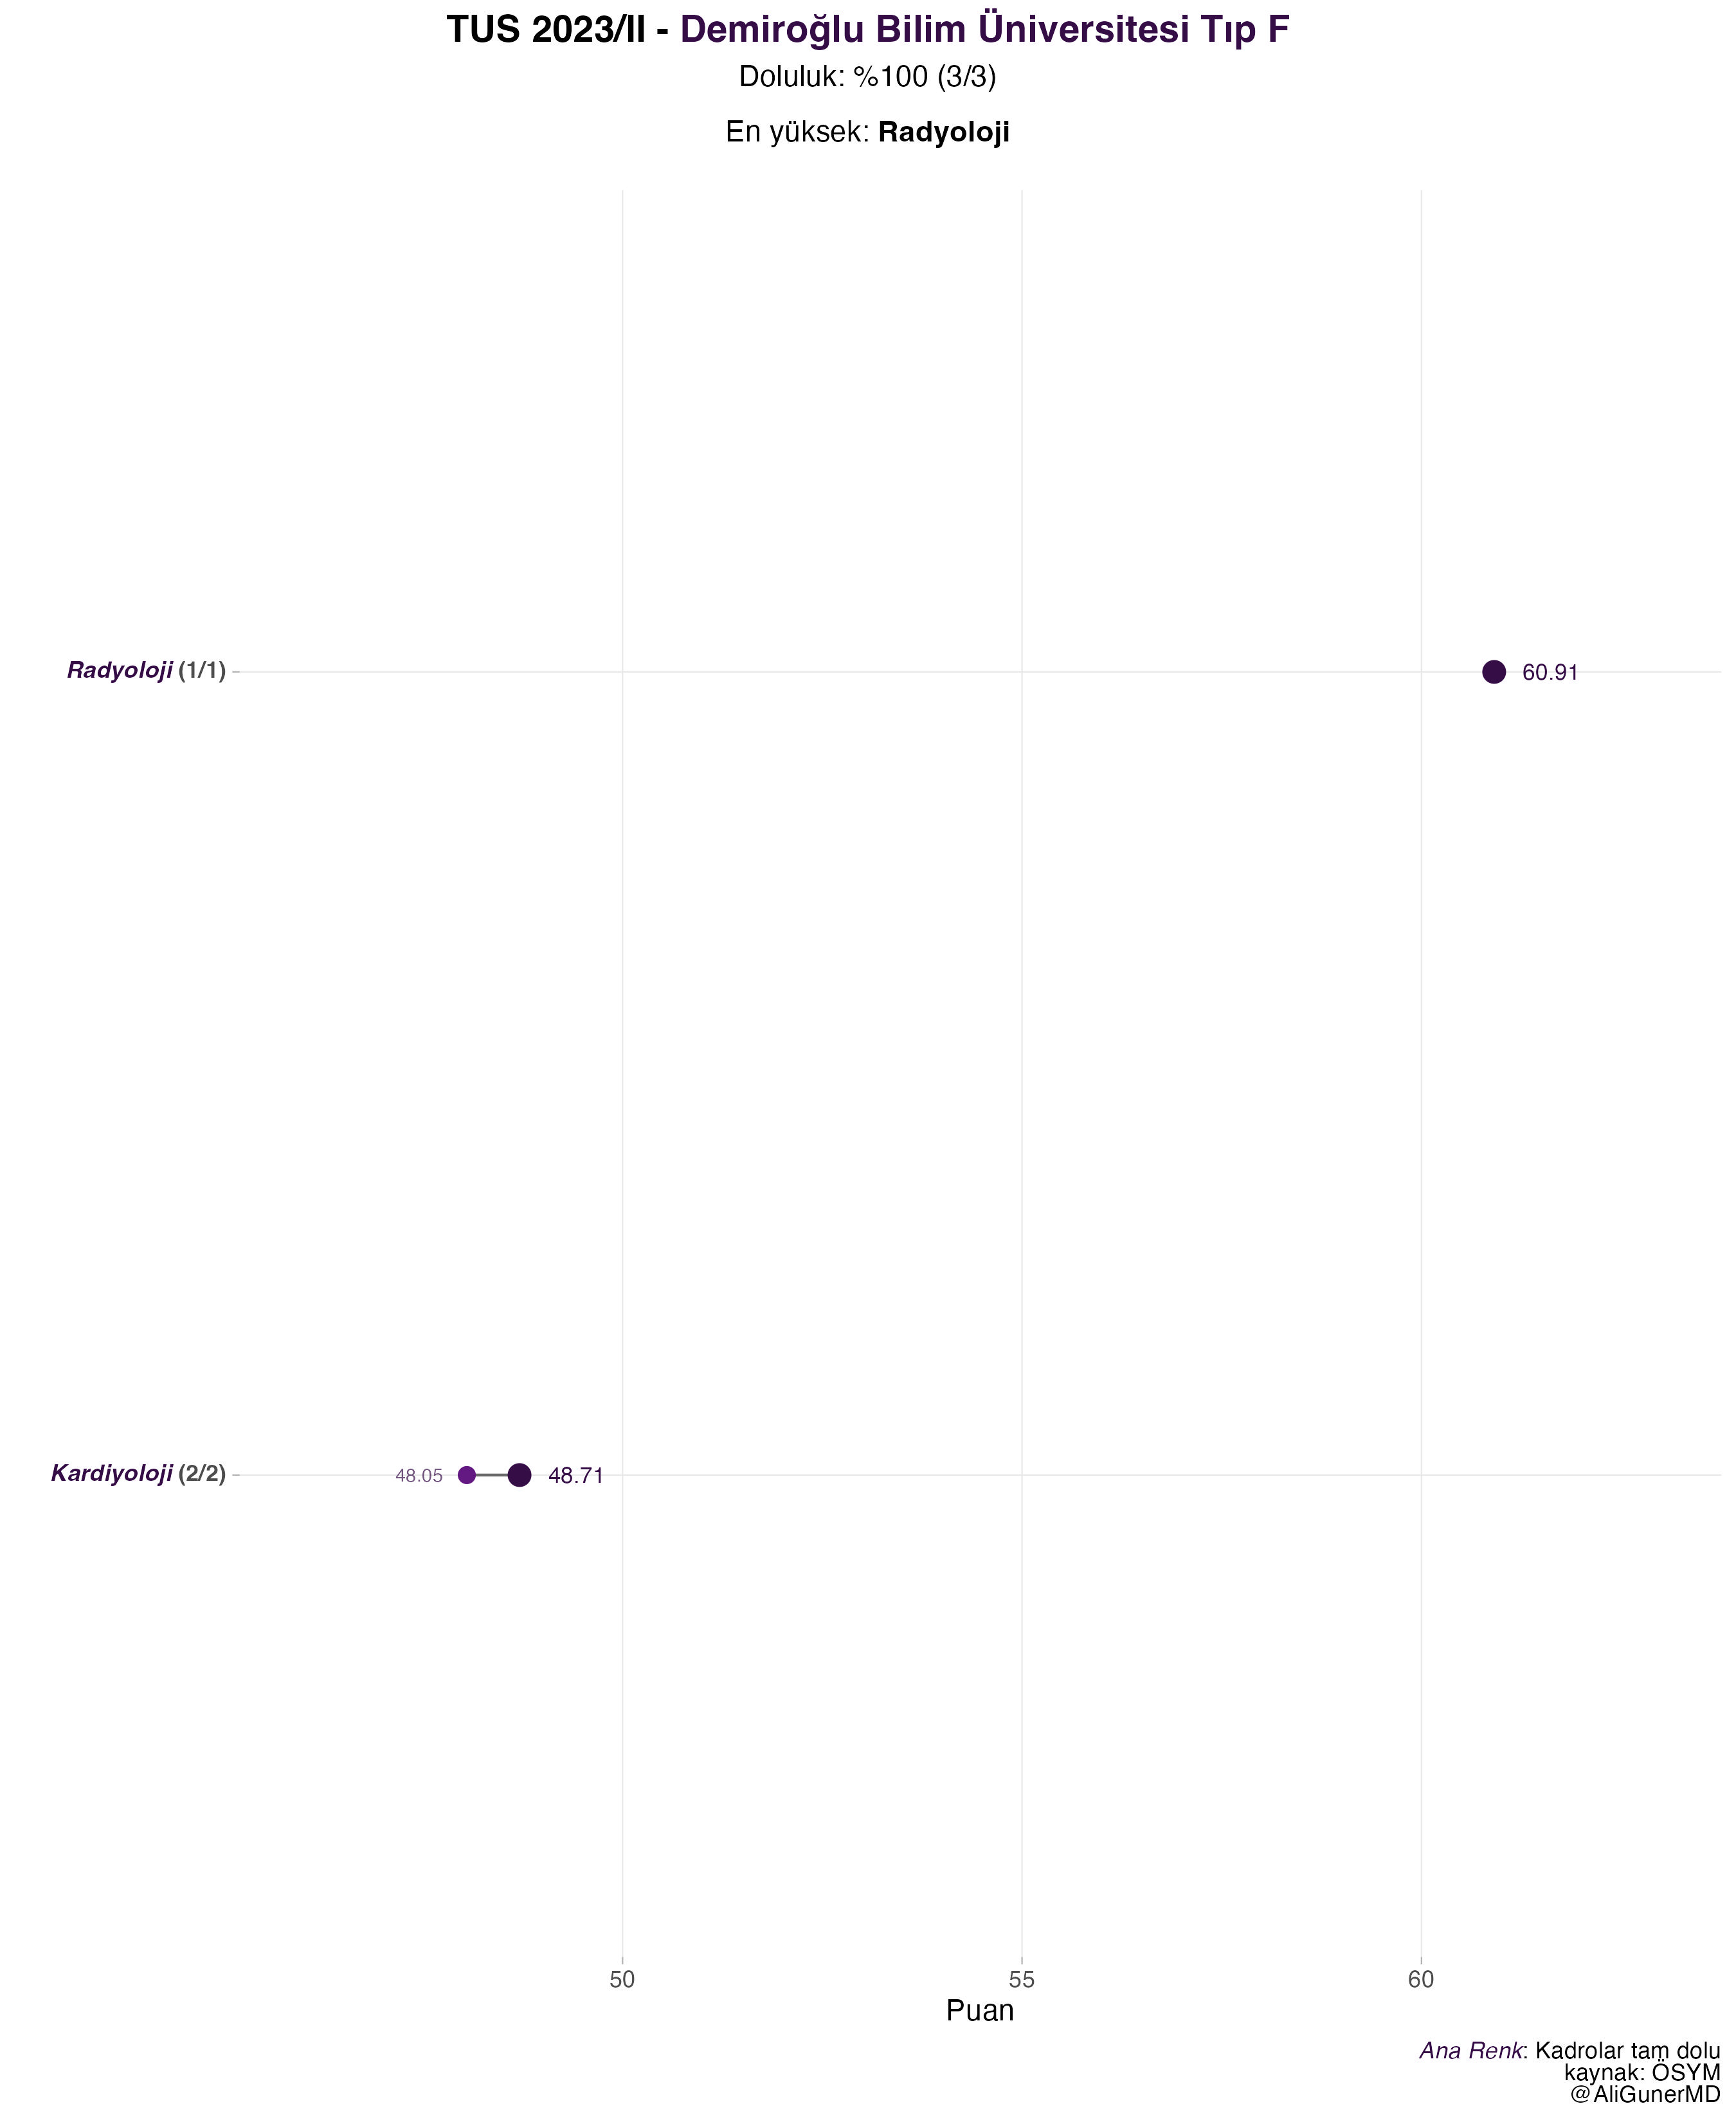 TUS 2023/II - Demiroğlu Bilim Üniversitesi Tıp F
Doluluk: %100 (3/3)
En yüksek: Radyoloji
Radyoloji (1/1)
60.91
Kardiyoloji (2/2)
48.05
48.71
50
55
60
Puan
Ana Renk: Kadrolar tam dolu
kaynak: ÖSYM
@AliGunerMD